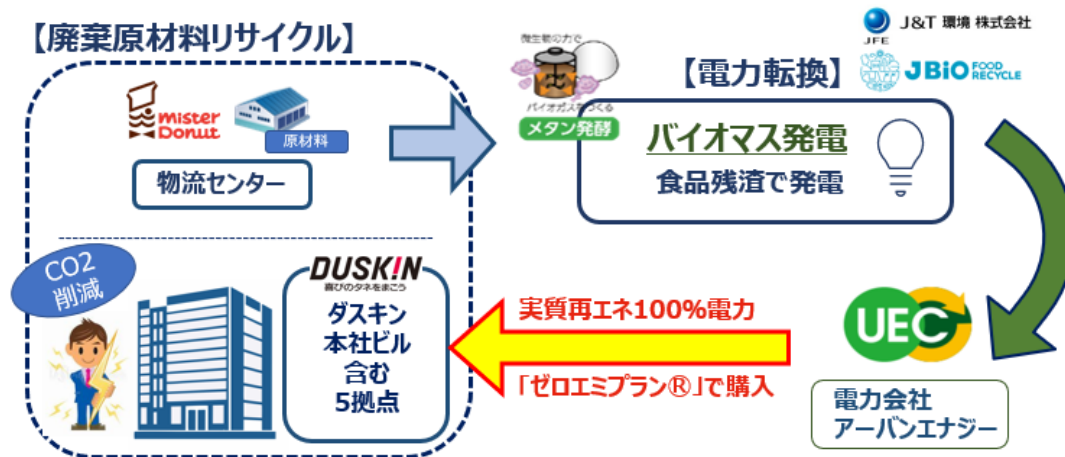 【廃棄原材料リサイクル】
mister
Donut
原材料
物流センター
微生物の力で
バイオガスをつくる
メタン発酵
【電力転換】
JFE
J&T 環境 株式会社
JBiO FOOD
RECYCLE
バイオマス発電
食品残渣で発電
CO2
削減
DUSKIN
喜びのタネをまこう
ダスキン
本社ビル
含む
5拠点
実質再エネ100%電力
「ゼロエミプラン®」で購入
UEC
電力会社
アーバンエナジー